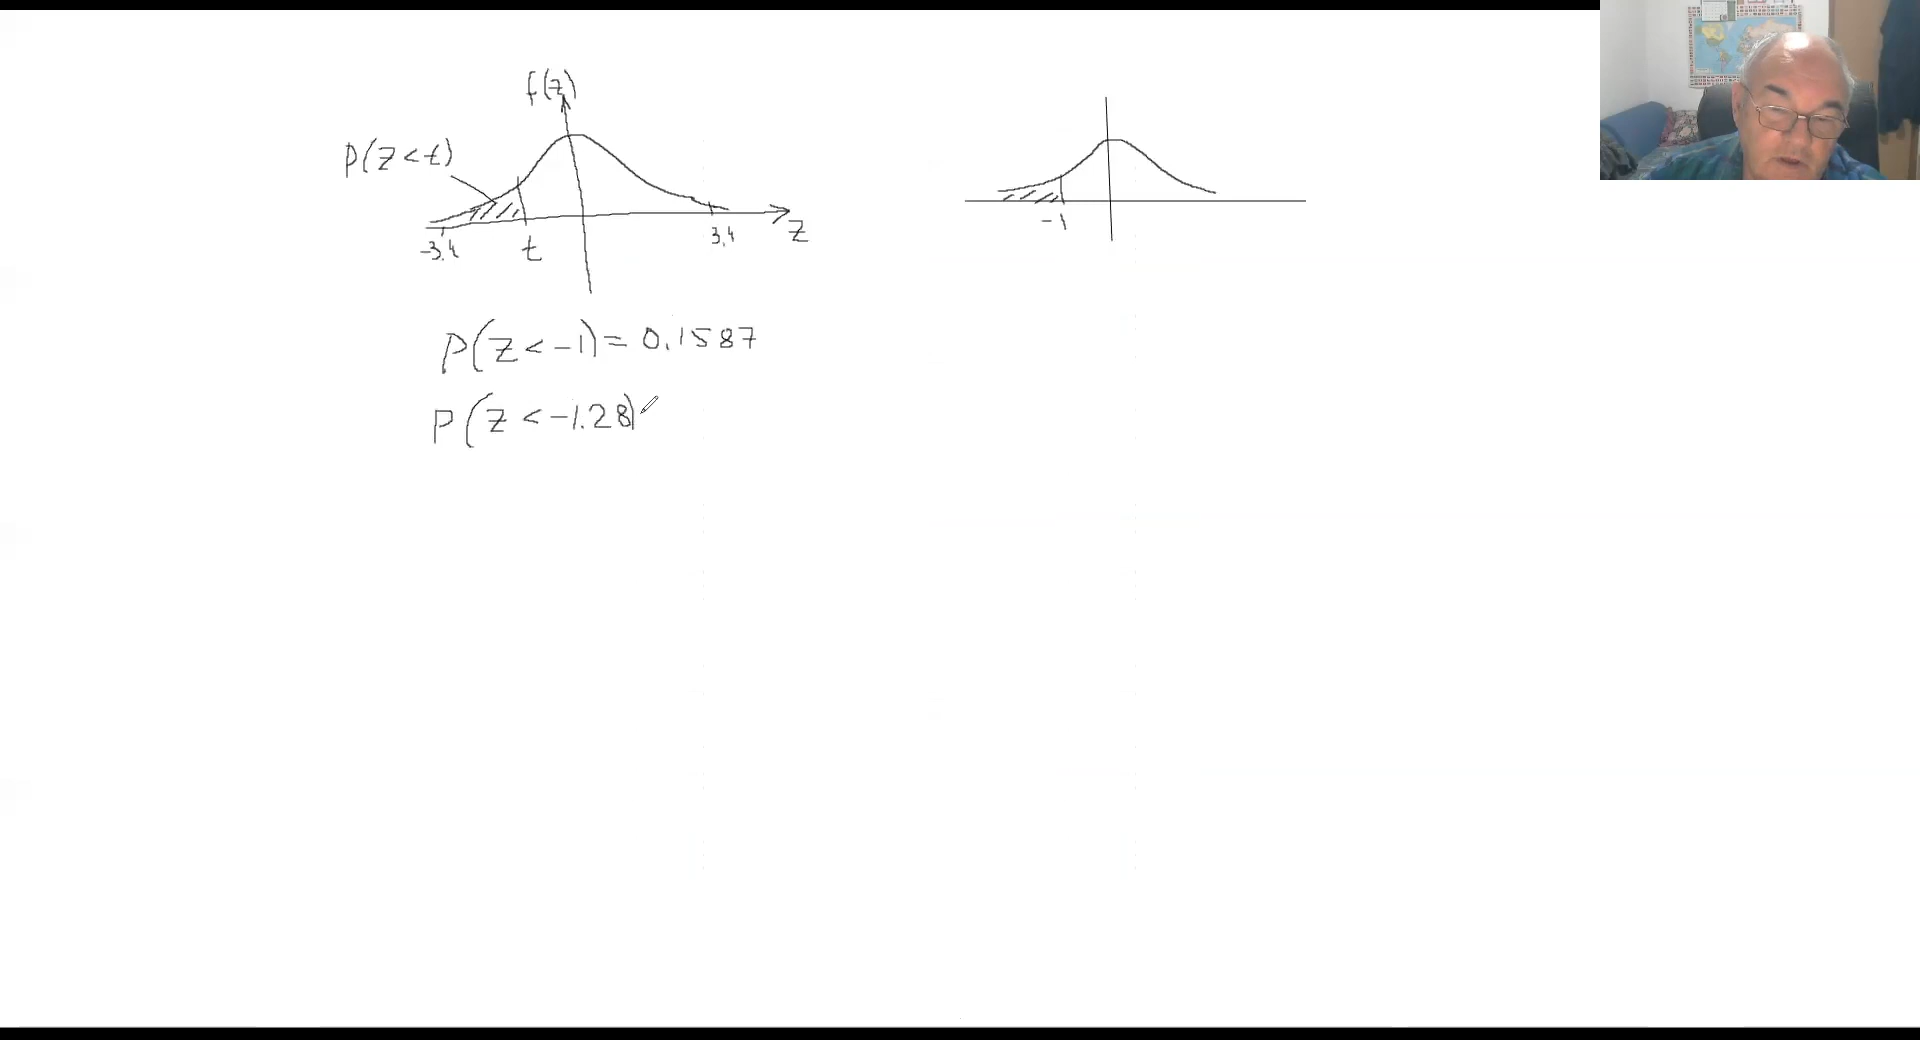 f(z)
P(Z < t)
-3.4
t
3,4
Z
-1
P(Z < -1) = 0.1587
P(Z < -1.28)